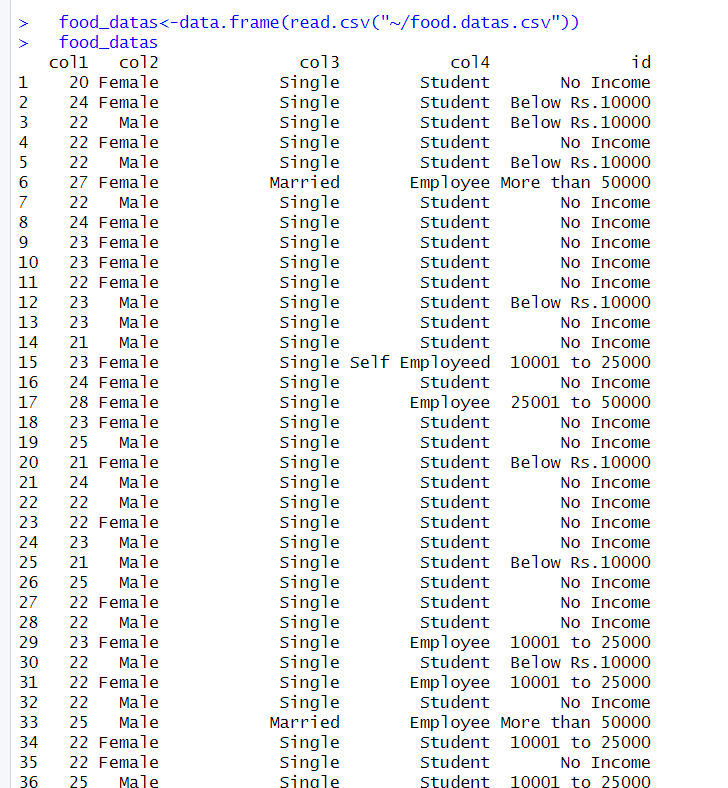 >   food_datas<-data.frame(read.csv("~/food.datas.csv"))
>   food_datas
col1 col2 col3 col4 id
1 20 Female Single Student No Income
2 24 Female Single Student Below Rs.10000
3 22 Male Single Student Below Rs.10000
4 22 Female Single Student No Income
5 22 Male Single Student Below Rs.10000
6 27 Female Married Employee More than 50000
7 22 Male Single Student No Income
8 24 Female Single Student No Income
9 23 Female Single Student No Income
10 23 Female Single Student No Income
11 22 Female Single Student No Income
12 23 Male Single Student Below Rs.10000
13 23 Male Single Student No Income
14 21 Male Single Student No Income
15 23 Female Single Self Employeed 10001 to 25000
16 24 Female Single Student No Income
17 28 Female Single Employee 25001 to 50000
18 23 Female Single Student No Income
19 25 Male Single Student No Income
20 21 Female Single Student Below Rs.10000
21 24 Male Single Student No Income
22 22 Male Single Student No Income
23 22 Female Single Student No Income
24 23 Male Single Student No Income
25 21 Male Single Student Below Rs.10000
26 25 Male Single Student No Income
27 22 Female Single Student No Income
28 22 Male Single Student No Income
29 23 Female Single Employee 10001 to 25000
30 22 Male Single Student Below Rs.10000
31 22 Female Single Employee 10001 to 25000
32 22 Male Single Student No Income
33 25 Male Married Employee More than 50000
34 22 Female Single Student 10001 to 25000
35 22 Female Single Student No Income
36 25 Male Single Student 10001 to 25000